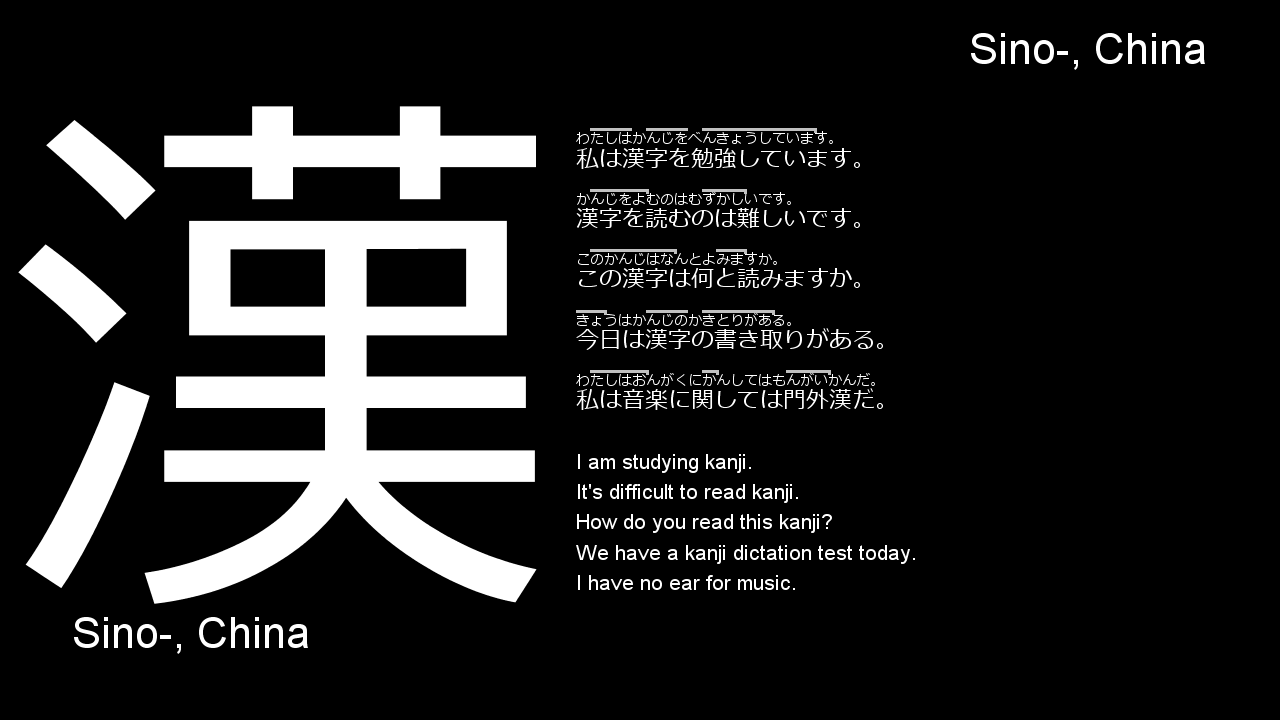 Sino-, China
漢
わたしはかんじをべんきょうしています。
私は漢字を勉強しています。
かんじをよむのはむずかしいです。
漢字を読むのは難しいです。
このかんじはなんとよみますか。
この漢字は何と読みますか。
きょうはかんじのかきとりがある。
今日は漢字の書き取りがある。
わたしはおんがくにかんしてはもんがいかんだ。
私は音楽に関しては門外漢だ。
I am studying kanji.
It's difficult to read kanji.
How do you read this kanji?
We have a kanji dictation test today.
I have no ear for music.
Sino-, China